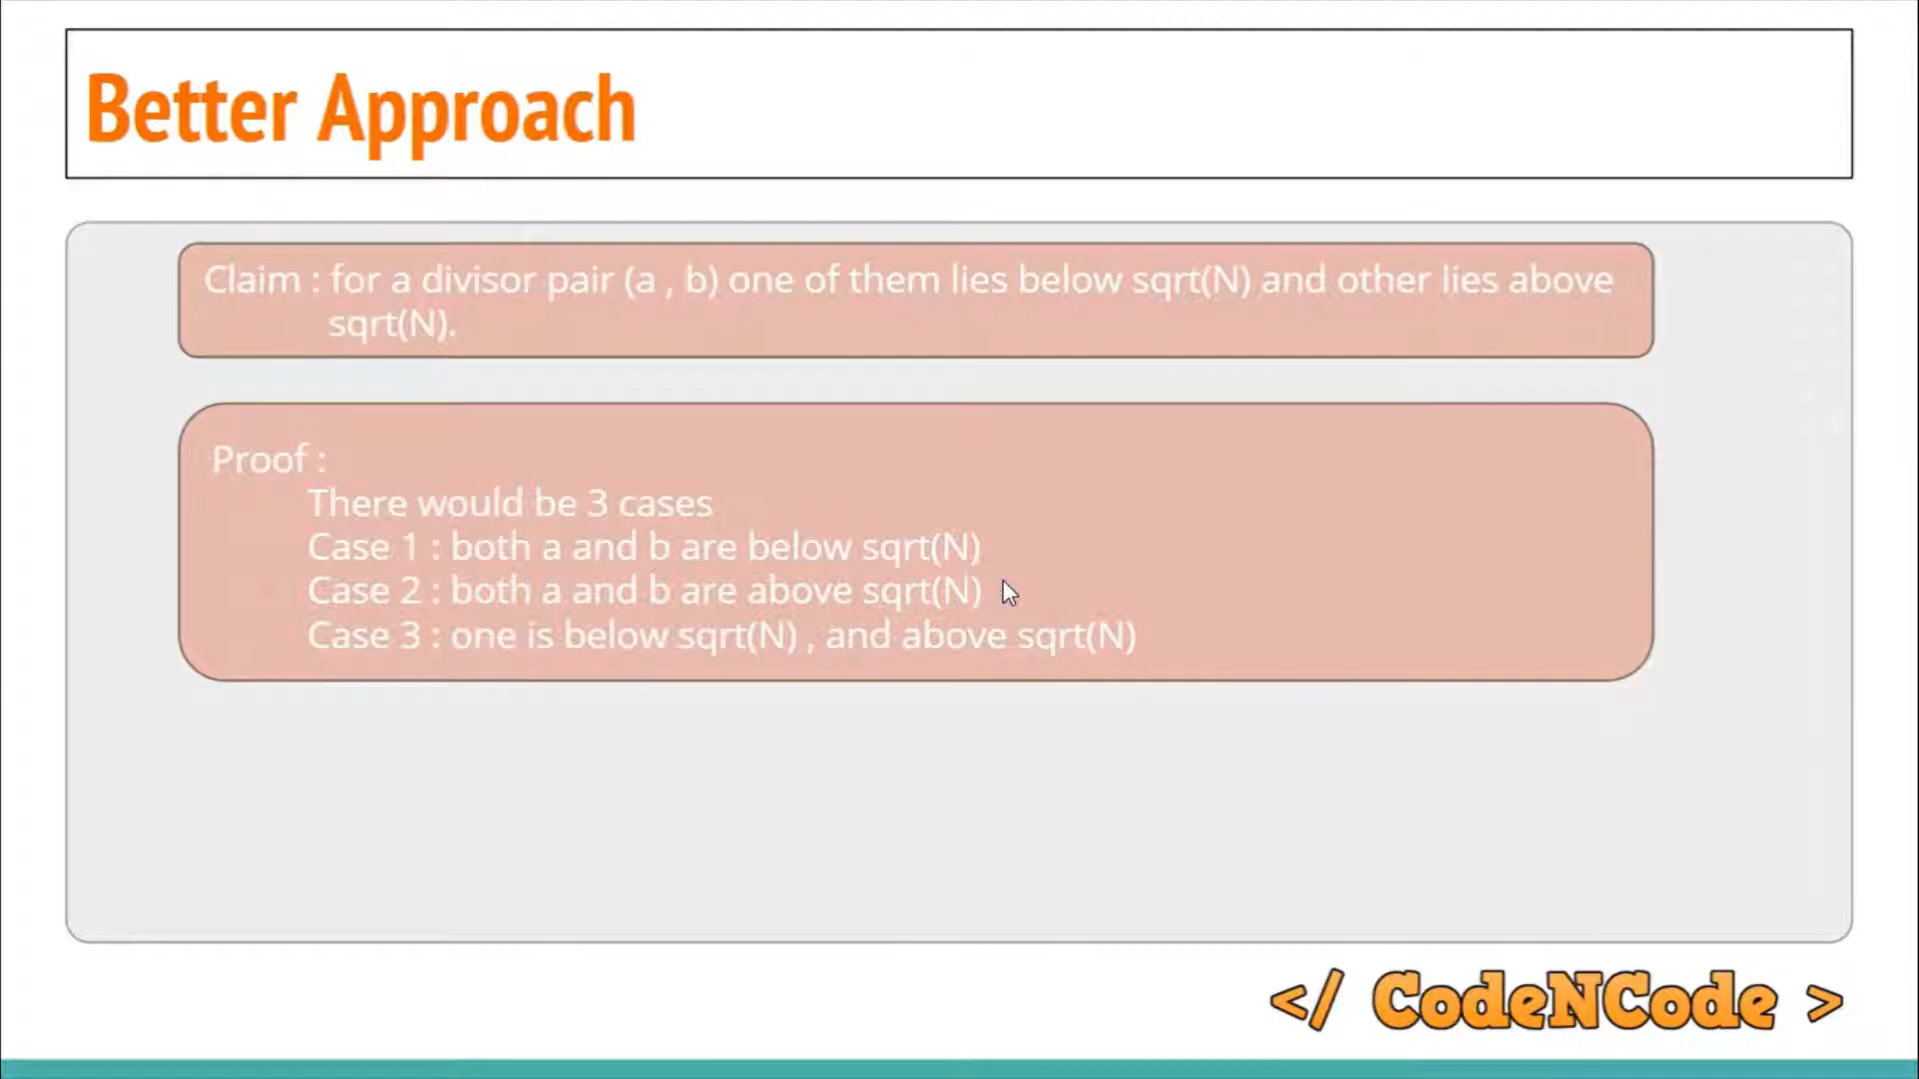 Better Approach
Claim : for a divisor pair (a , b) one of them lies below sqrt(N) and other lies above
sqrt(N).
Proof :
There would be 3 cases
Case 1 : both a and b are below sqrt(N)
Case 2 : both a and b are above sqrt(N)
Case 3 : one is below sqrt(N) , and above sqrt(N)
</ CodeNCode >